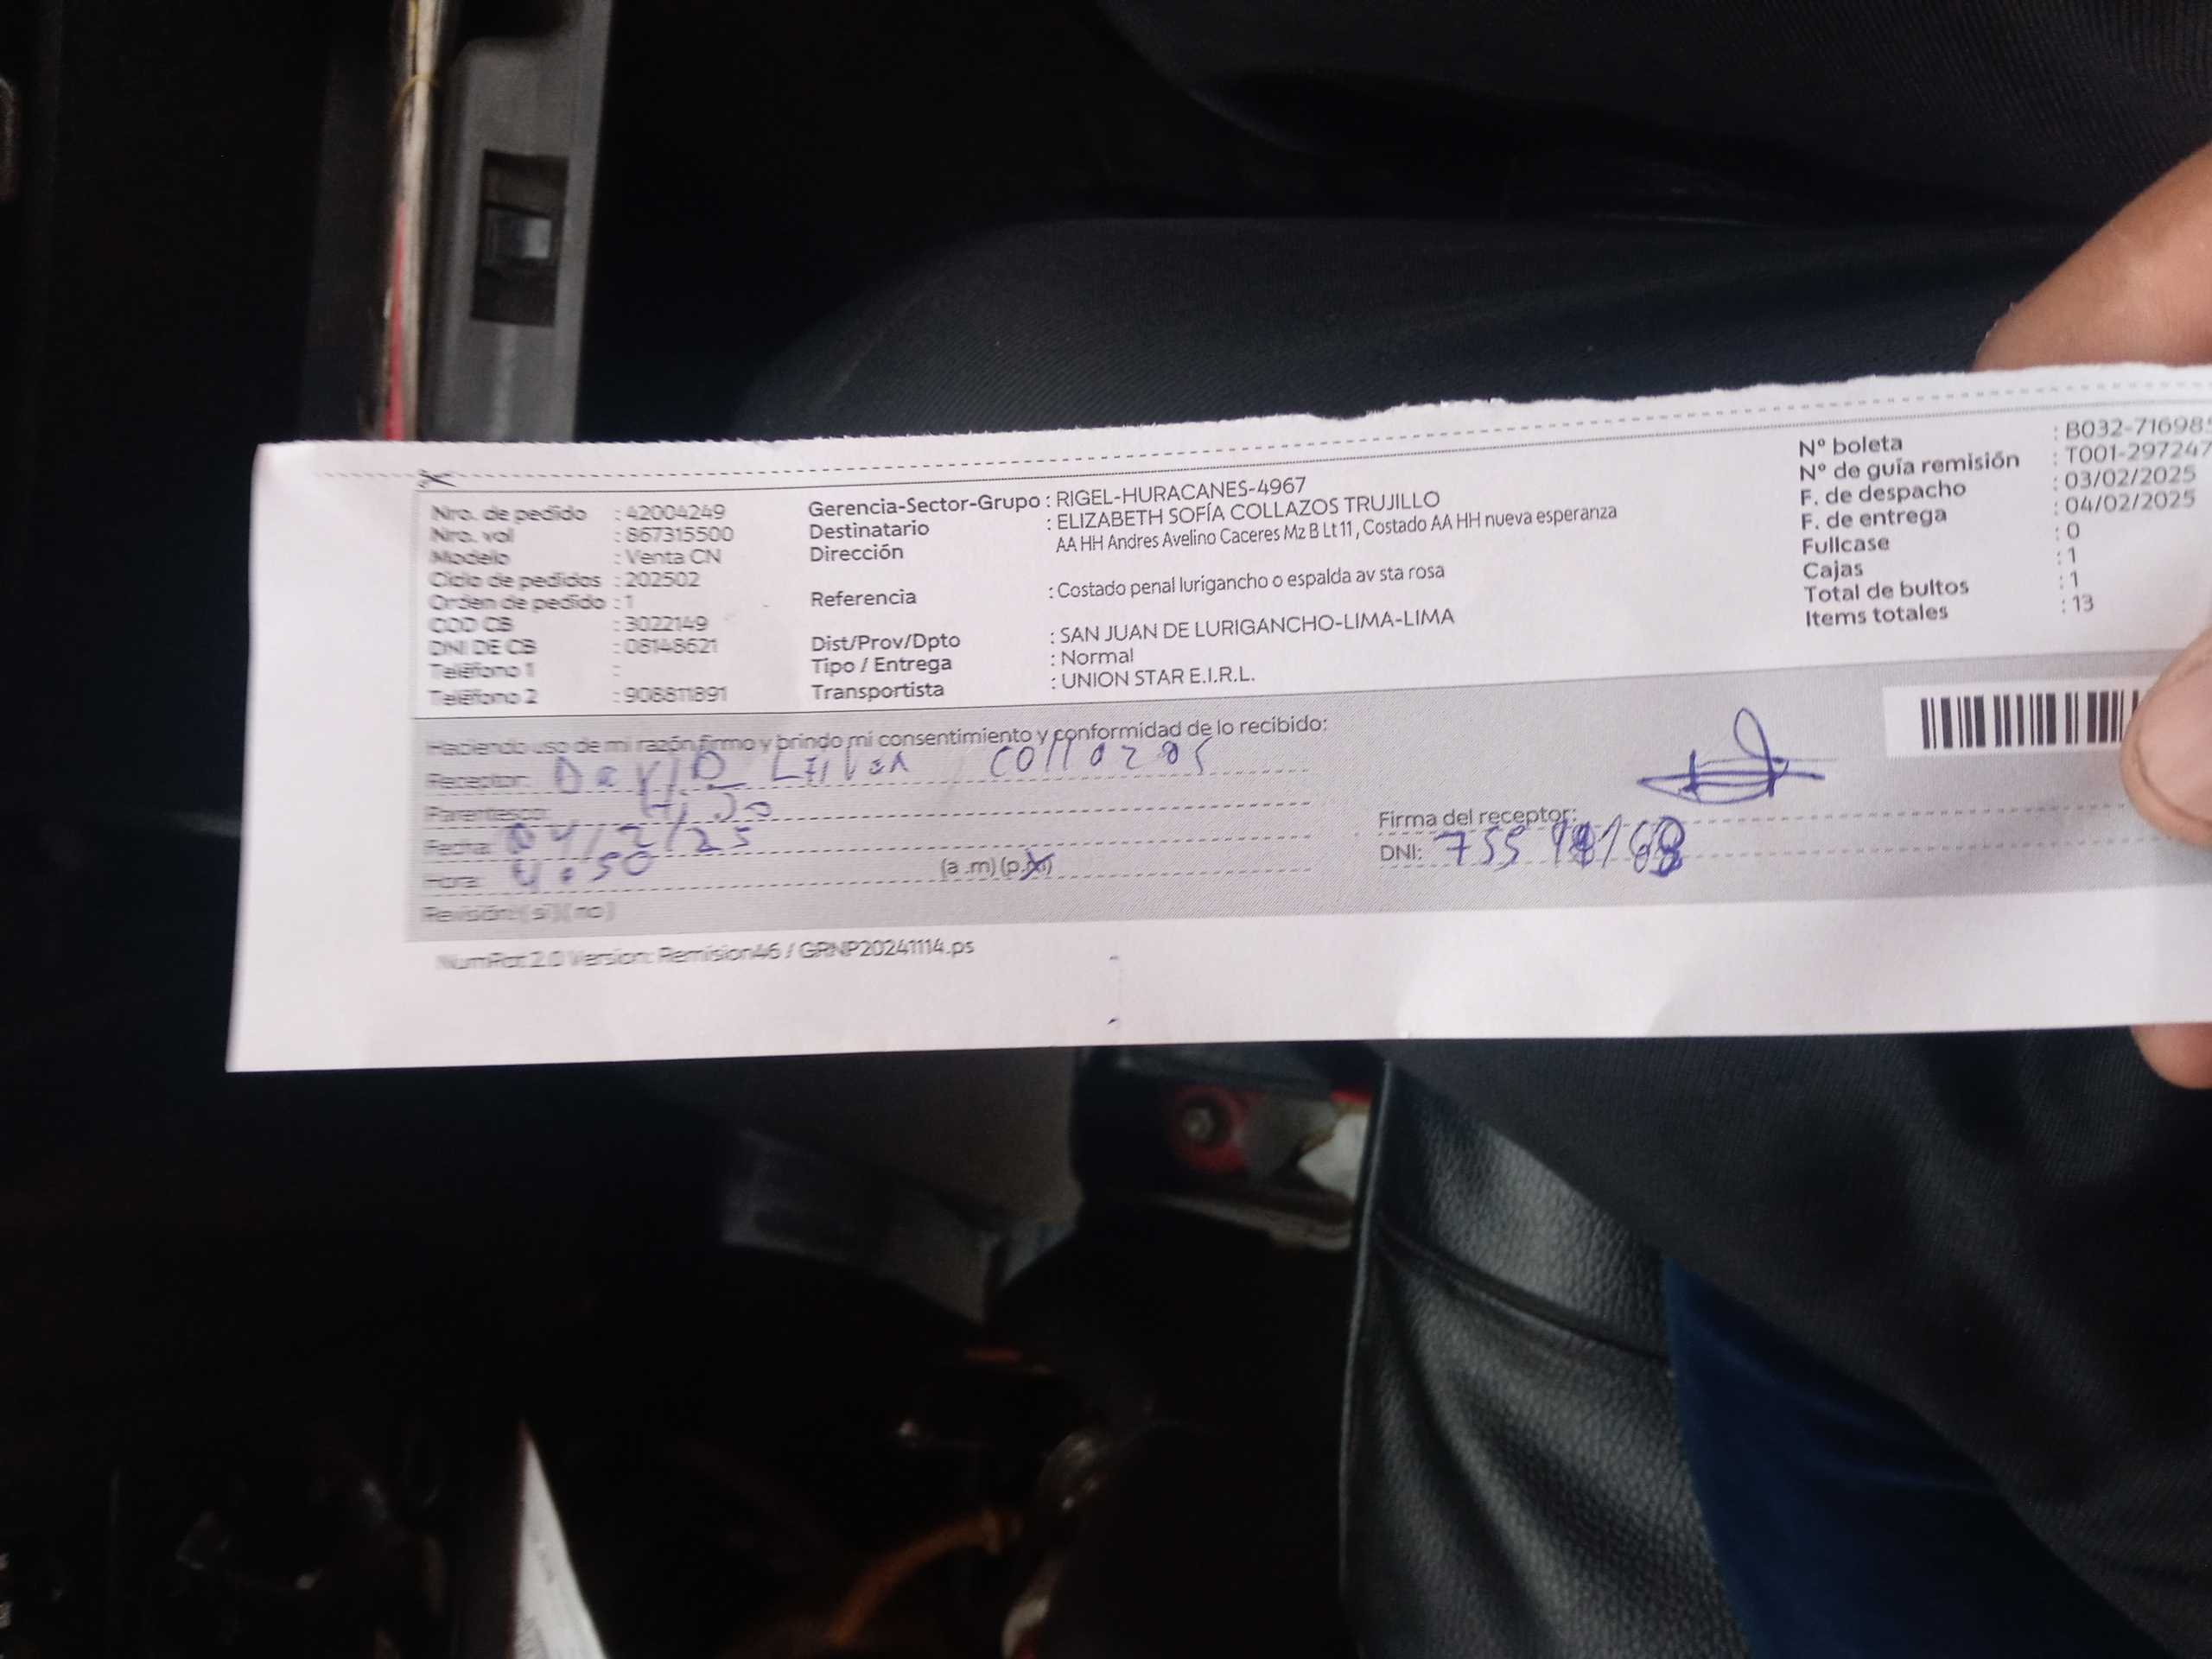 Nro. de pedido : 42004249
Nro. vol : 867315500
Modelo : Venta CN
Ciclo de pedidos : 202502
Orden de pedido : 1
COD CB : 3022149
DNI DE CB : 08148621
Teléfono 1 :
Teléfono 2 : 908811891
Gerencia-Sector-Grupo : RIGEL-HURACANES-4967
Destinatario : ELIZABETH SOFÍA COLLAZOS TRUJILLO
Dirección AA HH Andres Avelino Caceres Mz B Lt 11 , Costado AA HH nueva esperanza
Referencia : Costado penal lurigancho o espalda av sta rosa
Dist/Prov/Dpto : SAN JUAN DE LURIGANCHO-LIMA-LIMA
Tipo / Entrega : Normal
Transportista : UNION STAR E.I.R.L.
Nº boleta : B032-71698
Nº de guía remisión : T001-297247
F. de despacho : 03/02/2025
F. de entrega : 04/02/2025
Fullcase : 0
Cajas : 1
Total de bultos : 1
Items totales : 13
Haciendo uso de mi razón firmo y brindo mi consentimiento y conformidad de lo recibido:
Receptor: DaviD collazos
Parentesco: HiJo
Fecha: 04/2/25
Hora: 4:50 (a.m) (p.m)
Revisión: ( si ) ( no )
Firma del receptor:
DNI:
NumRot 2.0 Version: Remision46 / GRNP20241114.ps